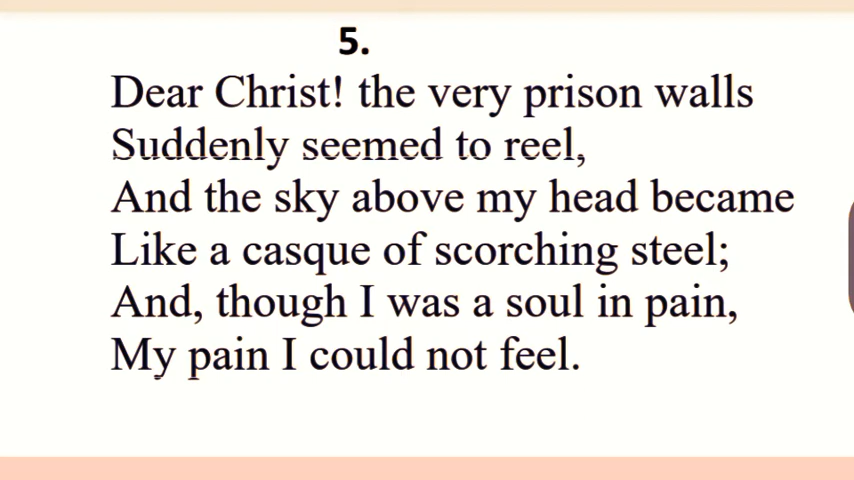 5.
Dear Christ! the very prison walls
Suddenly seemed to reel,
And the sky above my head became
Like a casque of scorching steel;
And, though I was a soul in pain,
My pain I could not feel.